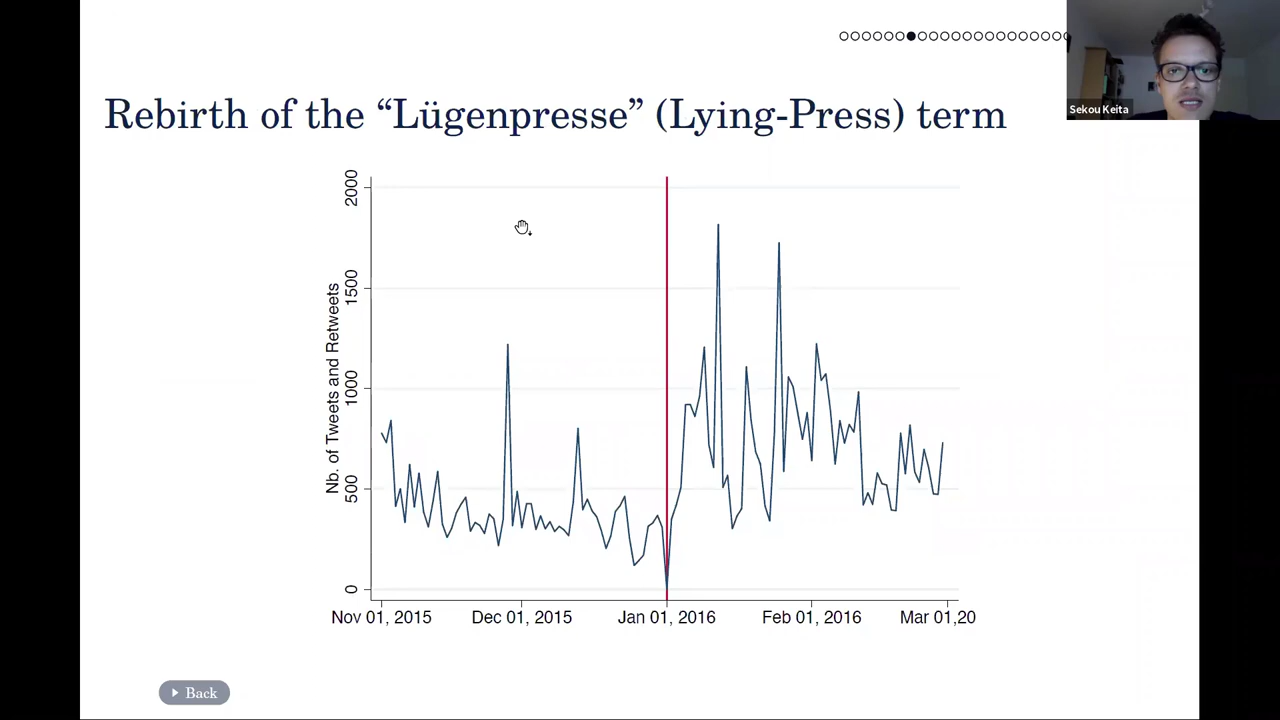 Rebirth of the “Lügenpresse” (Lying-Press) term
Sekou Keita
Nb. of Tweets and Retweets
2000
1500
1000
500
0
Nov 01, 2015
Dec 01, 2015
Jan 01, 2016
Feb 01, 2016
Mar 01,20
Back